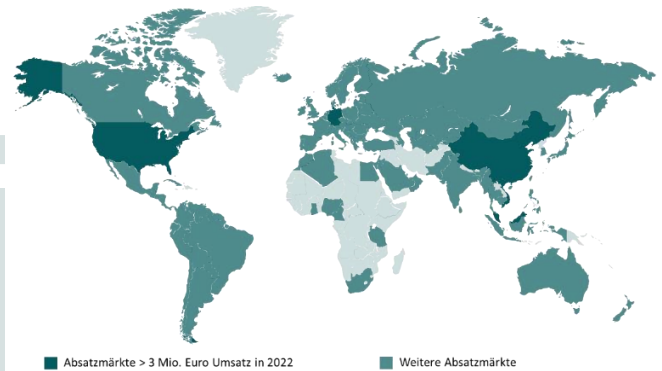 Absatzmärkte > 3 Mio. Euro Umsatz in 2022
Weitere Absatzmärkte